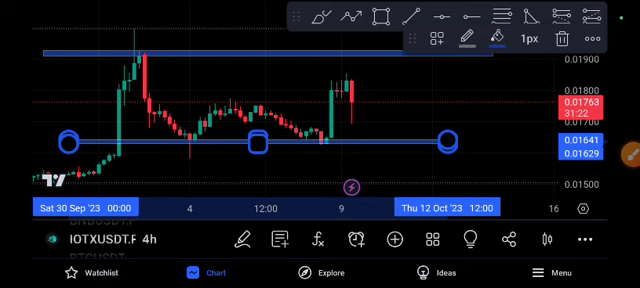 1px
0.01900
0.01800
0.01763
31:22
0.01700
0.01641
0.01629
0.01500
Sat 30 Sep '23 00:00
4
12:00
9
Thu 12 Oct '23 12:00
16
IOTXUSDT.P 4h
Watchlist
Chart
Explore
Ideas
Menu